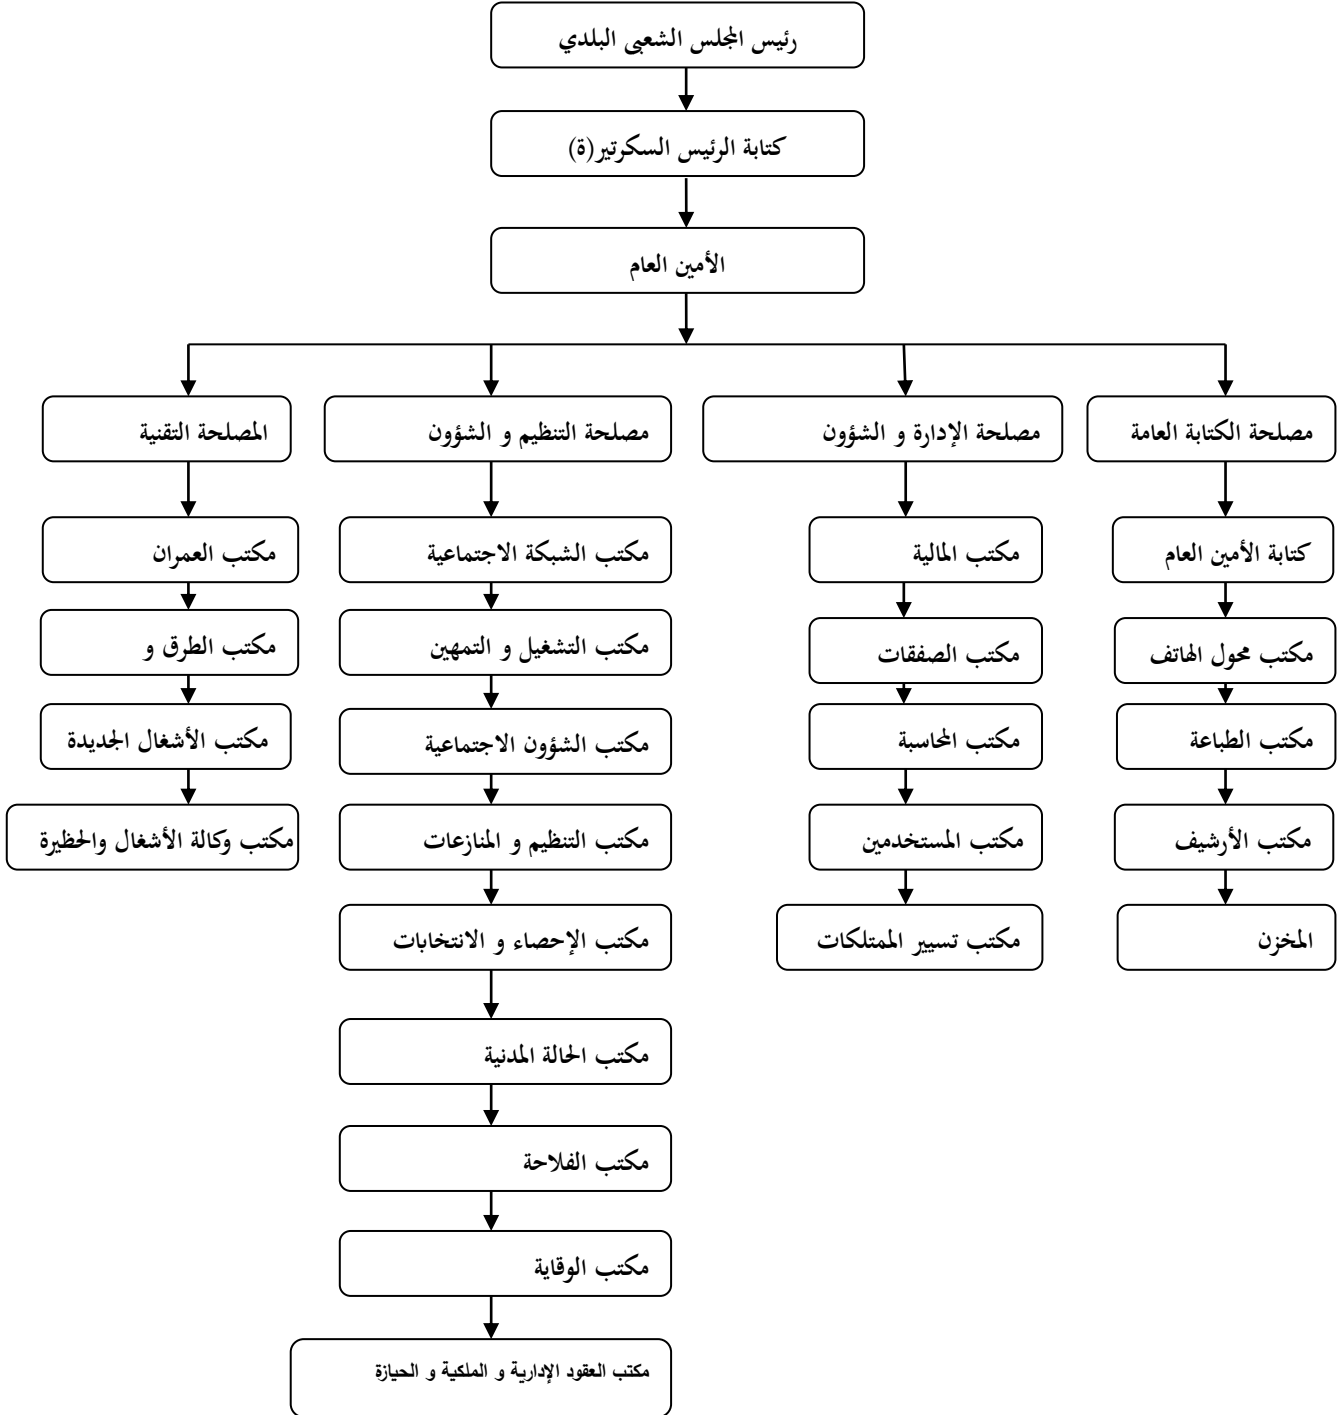 رئيس المجلس الشعبي البلدي
كتابة الرئيس السكرتير(ة)
الأمين العام
مصلحة الكتابة العامة
مصلحة الإدارة و الشؤون
مصلحة التنظيم و الشؤون
المصلحة التقنية
كتابة الأمين العام
مكتب المالية
مكتب الشبكة الاجتماعية
مكتب العمران
مكتب محول الهاتف
مكتب الصفقات
مكتب التشغيل و التمهين
مكتب الطرق و
مكتب الطباعة
مكتب المحاسبة
مكتب الشؤون الاجتماعية
مكتب الأشغال الجديدة
مكتب الأرشيف
مكتب المستخدمين
مكتب التنظيم و المنازعات
مكتب وكالة الأشغال والحظيرة
المخزن
مكتب تسيير الممتلكات
مكتب الإحصاء و الانتخابات
مكتب الحالة المدنية
مكتب الفلاحة
مكتب الوقاية
مكتب العقود الإدارية و الملكية و الحيازة